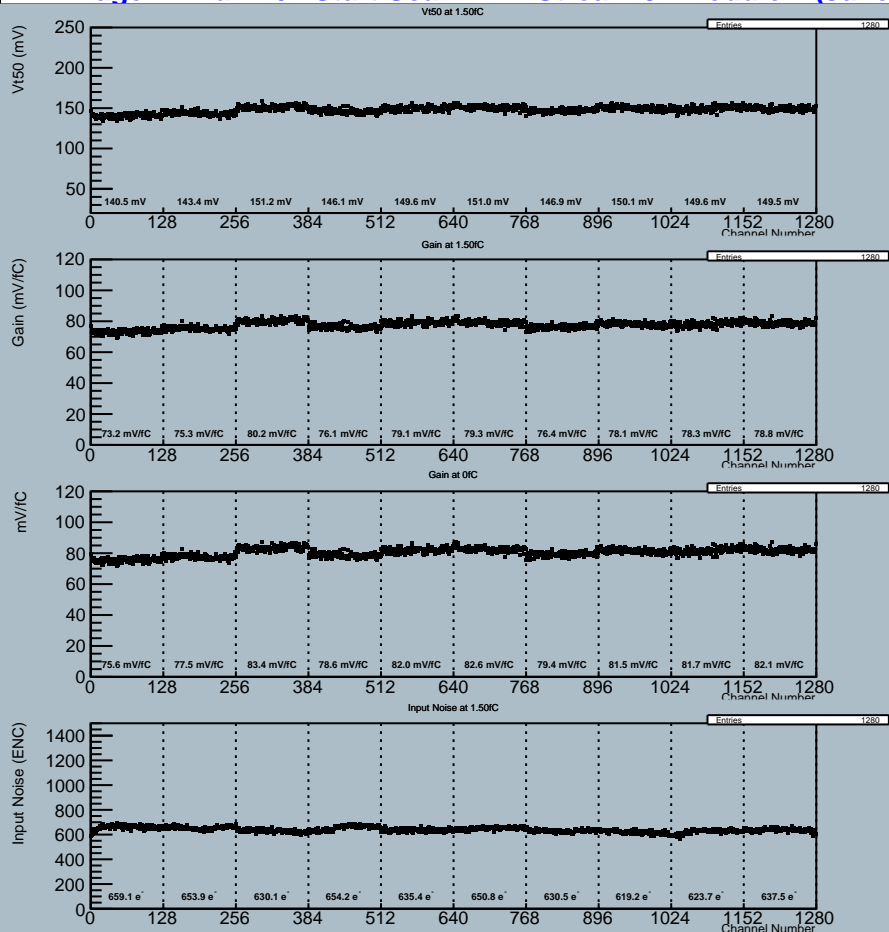 Vt50 at 1.50fC
Entries 1280
Vt50 (mV)
250
200
150
100
50
140.5 mV 143.4 mV 151.2 mV 146.1 mV 149.6 mV 151.0 mV 146.9 mV 150.1 mV 149.6 mV 149.5 mV
0 128 256 384 512 640 768 896 1024 1152 1280
Channel Number
Gain at 1.50fC
Entries 1280
Gain (mV/fC)
120
100
80
60
40
20
0
73.2 mV/fC 75.3 mV/fC 80.2 mV/fC 76.1 mV/fC 79.1 mV/fC 79.3 mV/fC 76.4 mV/fC 78.1 mV/fC 78.3 mV/fC 78.8 mV/fC
0 128 256 384 512 640 768 896 1024 1152 1280
Channel Number
Gain at 0fC
Entries 1280
mV/fC
120
100
80
60
40
20
0
75.6 mV/fC 77.5 mV/fC 83.4 mV/fC 78.6 mV/fC 82.0 mV/fC 82.6 mV/fC 79.4 mV/fC 81.5 mV/fC 81.7 mV/fC 82.1 mV/fC
0 128 256 384 512 640 768 896 1024 1152 1280
Channel Number
Input Noise at 1.50fC
Entries 1280
Input Noise (ENC)
1400
1200
1000
800
600
400
200
0
659.1 e- 653.9 e- 630.1 e- 654.2 e- 635.4 e- 650.8 e- 630.5 e- 619.2 e- 623.7 e- 637.5 e-
0 128 256 384 512 640 768 896 1024 1152 1280
Channel Number